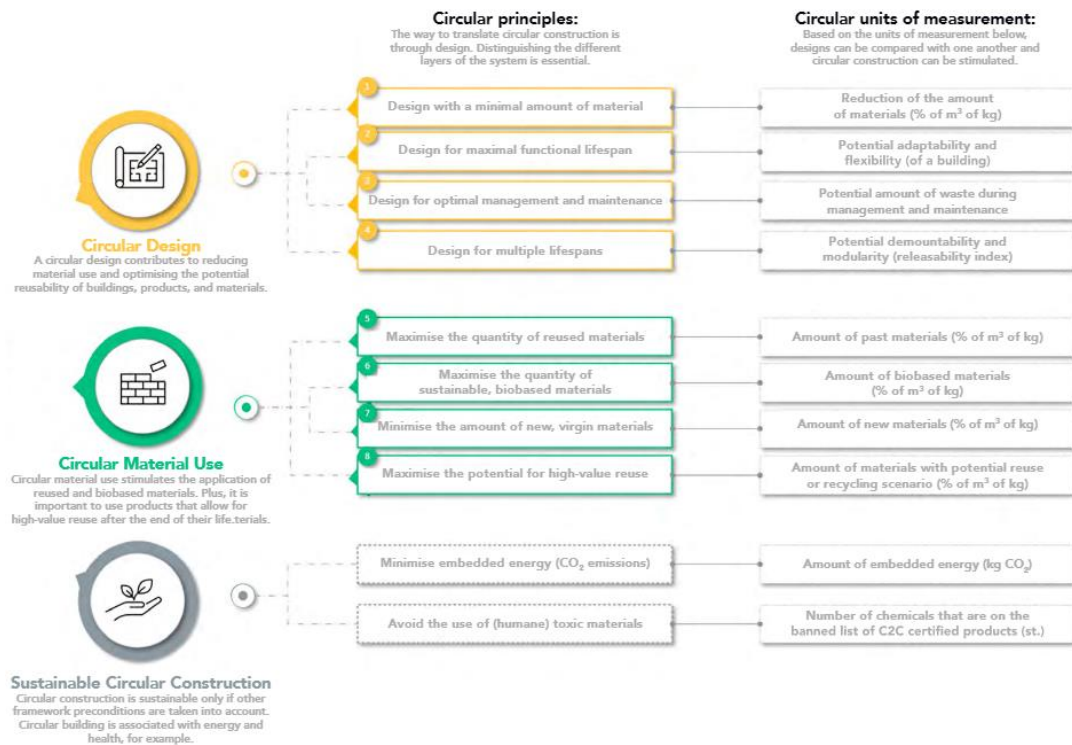 Circular principles:
The way to translate circular construction is
through design. Distinguishing the different
layers of the system is essential.
Circular units of measurement:
Based on the units of measurement below,
designs can be compared with one another and
circular construction can be stimulated.
Circular Design
A circular design contributes to reducing
material use and optimising the potential
reusability of buildings, products, and materials.
1
Design with a minimal amount of material
Reduction of the amount
of materials (% of m³ of kg)
2
Design for maximal functional lifespan
Potential adaptability and
flexibility (of a building)
3
Design for optimal management and maintenance
Potential amount of waste during
management and maintenance
4
Design for multiple lifespans
Potential demountability and
modularity (releasability index)
Circular Material Use
Circular material use stimulates the application of
reused and biobased materials. Plus, it is
important to use products that allow for
high-value reuse after the end of their life.terials.
5
Maximise the quantity of reused materials
Amount of past materials (% of m³ of kg)
6
Maximise the quantity of
sustainable, biobased materials
Amount of biobased materials
(% of m³ of kg)
7
Minimise the amount of new, virgin materials
Amount of new materials (% of m³ of kg)
8
Maximise the potential for high-value reuse
Amount of materials with potential reuse
or recycling scenario (% of m³ of kg)
Sustainable Circular Construction
Circular construction is sustainable only if other
framework preconditions are taken into account.
Circular building is associated with energy and
health, for example.
Minimise embedded energy (CO₂ emissions)
Amount of embedded energy (kg CO₂)
Avoid the use of (humane) toxic materials
Number of chemicals that are on the
banned list of C2C certified products (st.)